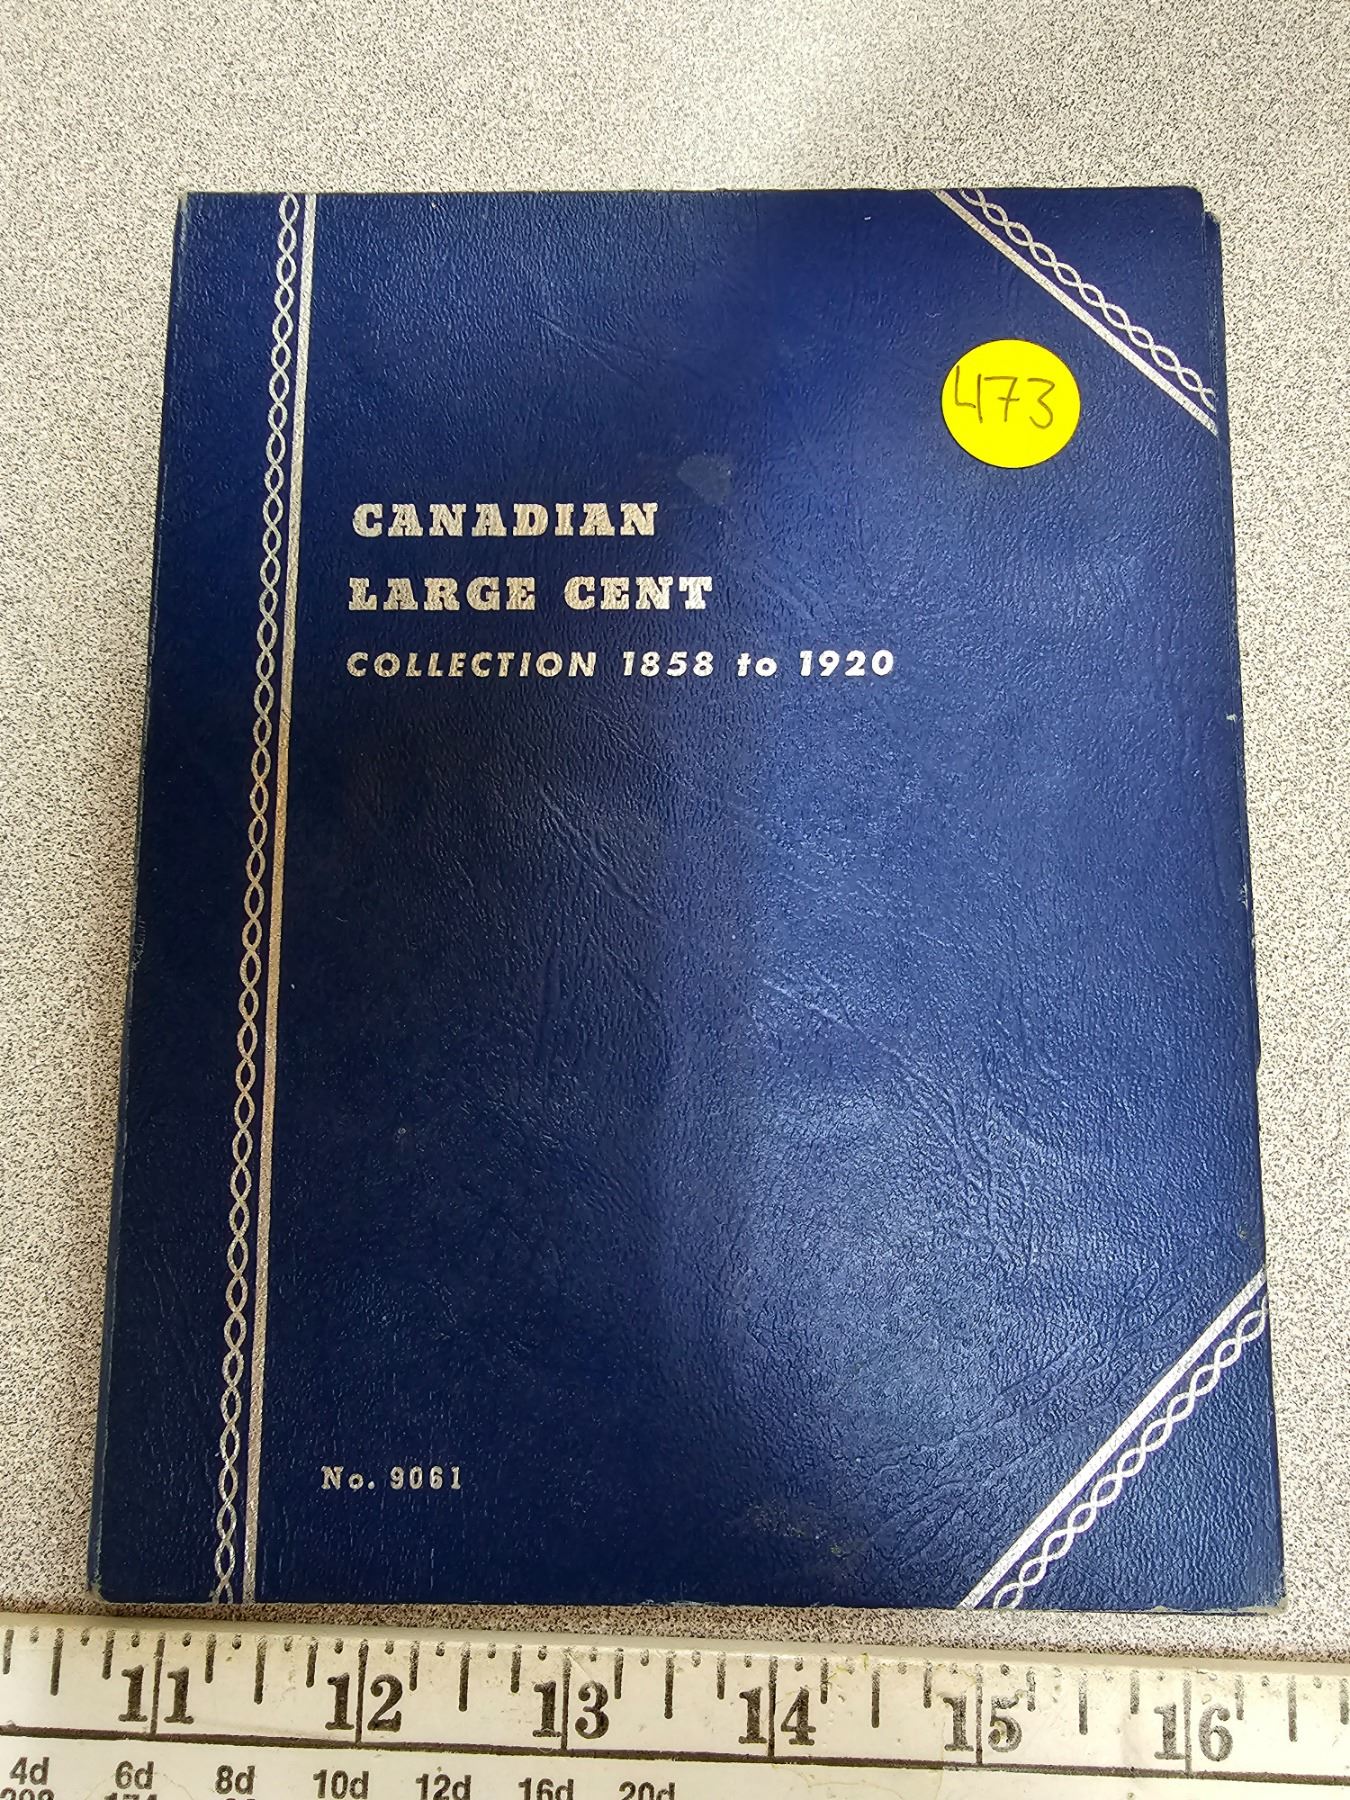 473
CANADIAN
LARGE CENT
COLLECTION 1858 to 1920
No. 9061
11 12 13 14 15 16
4d 6d 8d 10d 12d 16d 20d